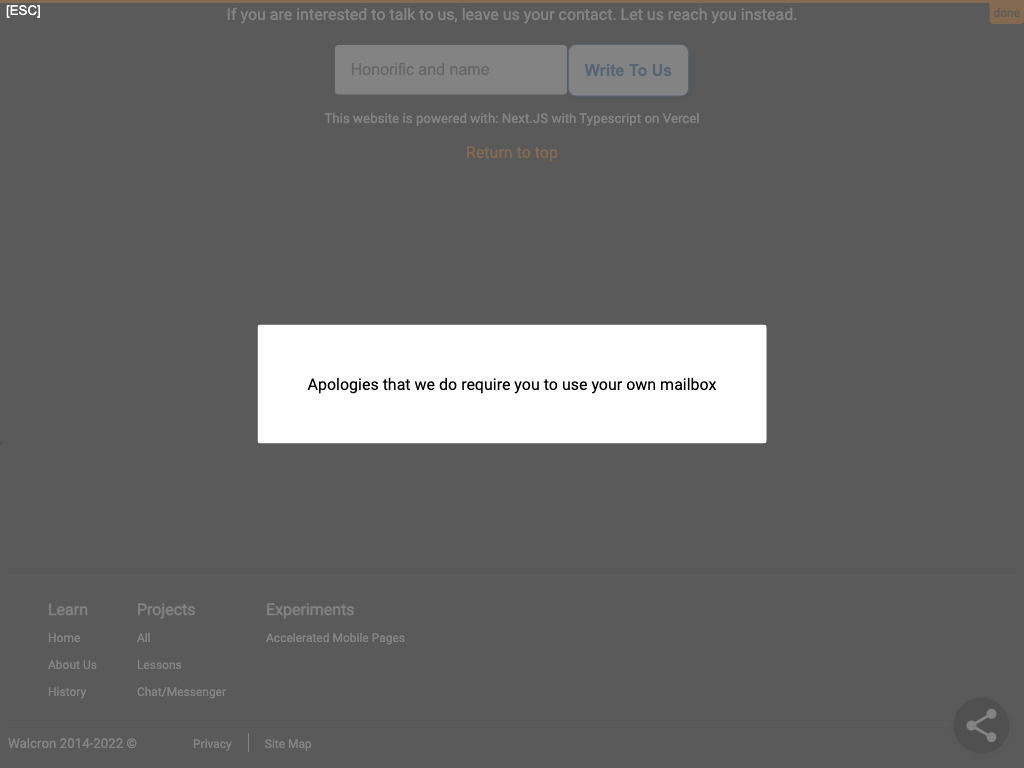 [ESC]
If you are interested to talk to us, leave us your contact. Let us reach you instead.
done
Honorific and name
Write To Us
This website is powered with: Next.JS with Typescript on Vercel
Return to top
Apologies that we do require you to use your own mailbox
Learn
Home
About Us
History
Projects
All
Lessons
Chat/Messenger
Experiments
Accelerated Mobile Pages
Walcron 2014-2022 ©
Privacy
Site Map